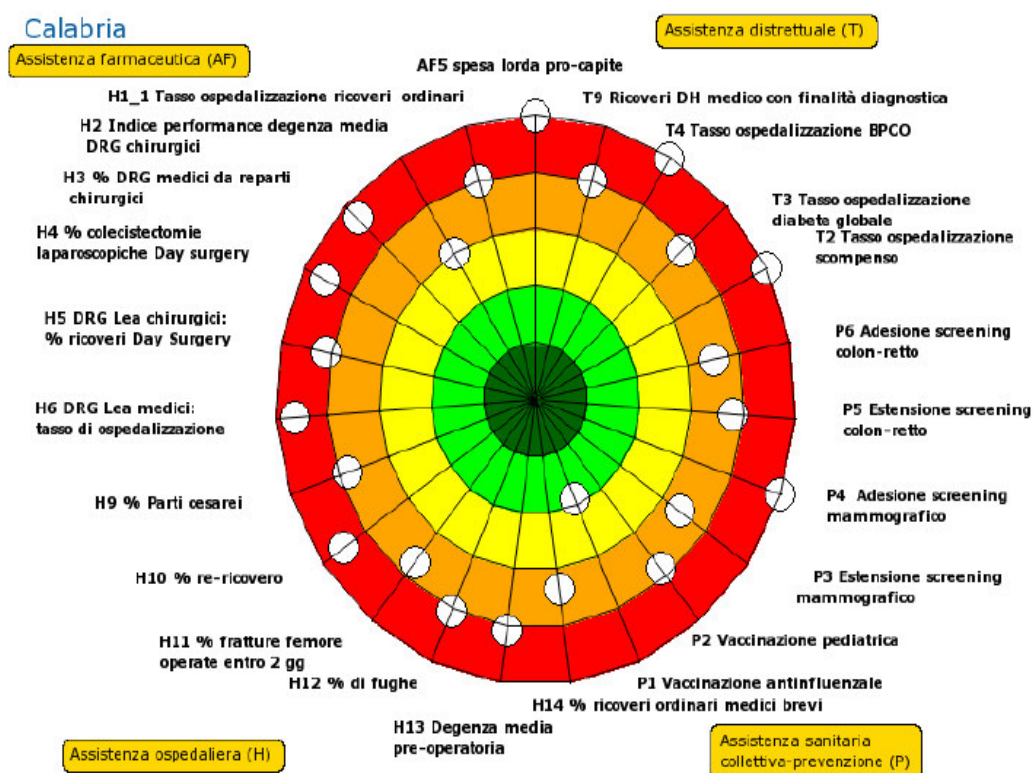 Calabria
Assistenza farmaceutica (AF)
Assistenza distrettuale (T)
AF5 spesa lorda pro-capite
H1_1 Tasso ospedalizzazione ricoveri ordinari
T9 Ricoveri DH medico con finalità diagnostica
H2 Indice performance degenza media
DRG chirurgici
T4 Tasso ospedalizzazione BPCO
H3 % DRG medici da reparti
chirurgici
T3 Tasso ospedalizzazione
diabete globale
H4 % colecistectomie
laparoscopiche Day surgery
T2 Tasso ospedalizzazione
scompenso
H5 DRG Lea chirurgici:
% ricoveri Day Surgery
P6 Adesione screening
colon-retto
H6 DRG Lea medici:
tasso di ospedalizzazione
P5 Estensione screening
colon-retto
H9 % Parti cesarei
P4 Adesione screening
mammografico
H10 % re-ricovero
P3 Estensione screening
mammografico
H11 % fratture femore
operate entro 2 gg
P2 Vaccinazione pediatrica
H12 % di fughe
P1 Vaccinazione antinfluenzale
H14 % ricoveri ordinari medici brevi
H13 Degenza media
pre-operatoria
Assistenza ospedaliera (H)
Assistenza sanitaria
collettiva-prevenzione (P)